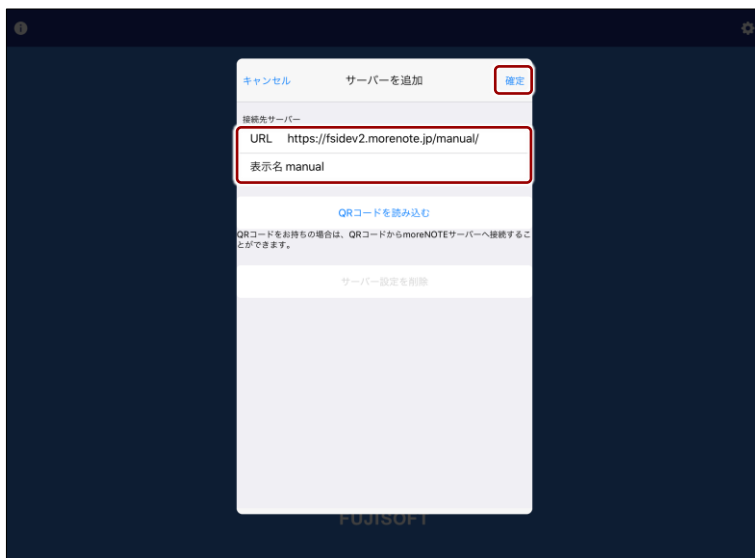 キャンセル サーバーを追加 確定
接続先サーバー
URL https://fsidev2.morenote.jp/manual/
表示名 manual
QRコードを読み込む
QRコードをお持ちの場合は、QRコードからmoreNOTEサーバーへ接続するこ
とができます。
サーバー設定を削除
FUJISOFT